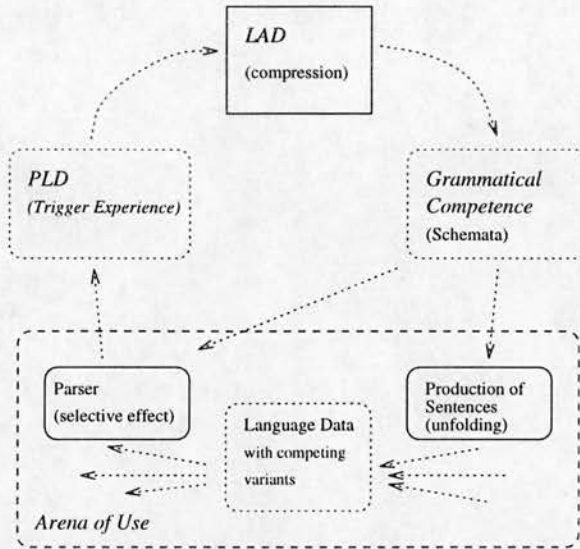 LAD
(compression)
PLD
(Trigger Experience)
Grammatical
Competence
(Schemata)
Parser
(selective effect)
Language Data
with competing
variants
Production of
Sentences
(unfolding)
Arena of Use